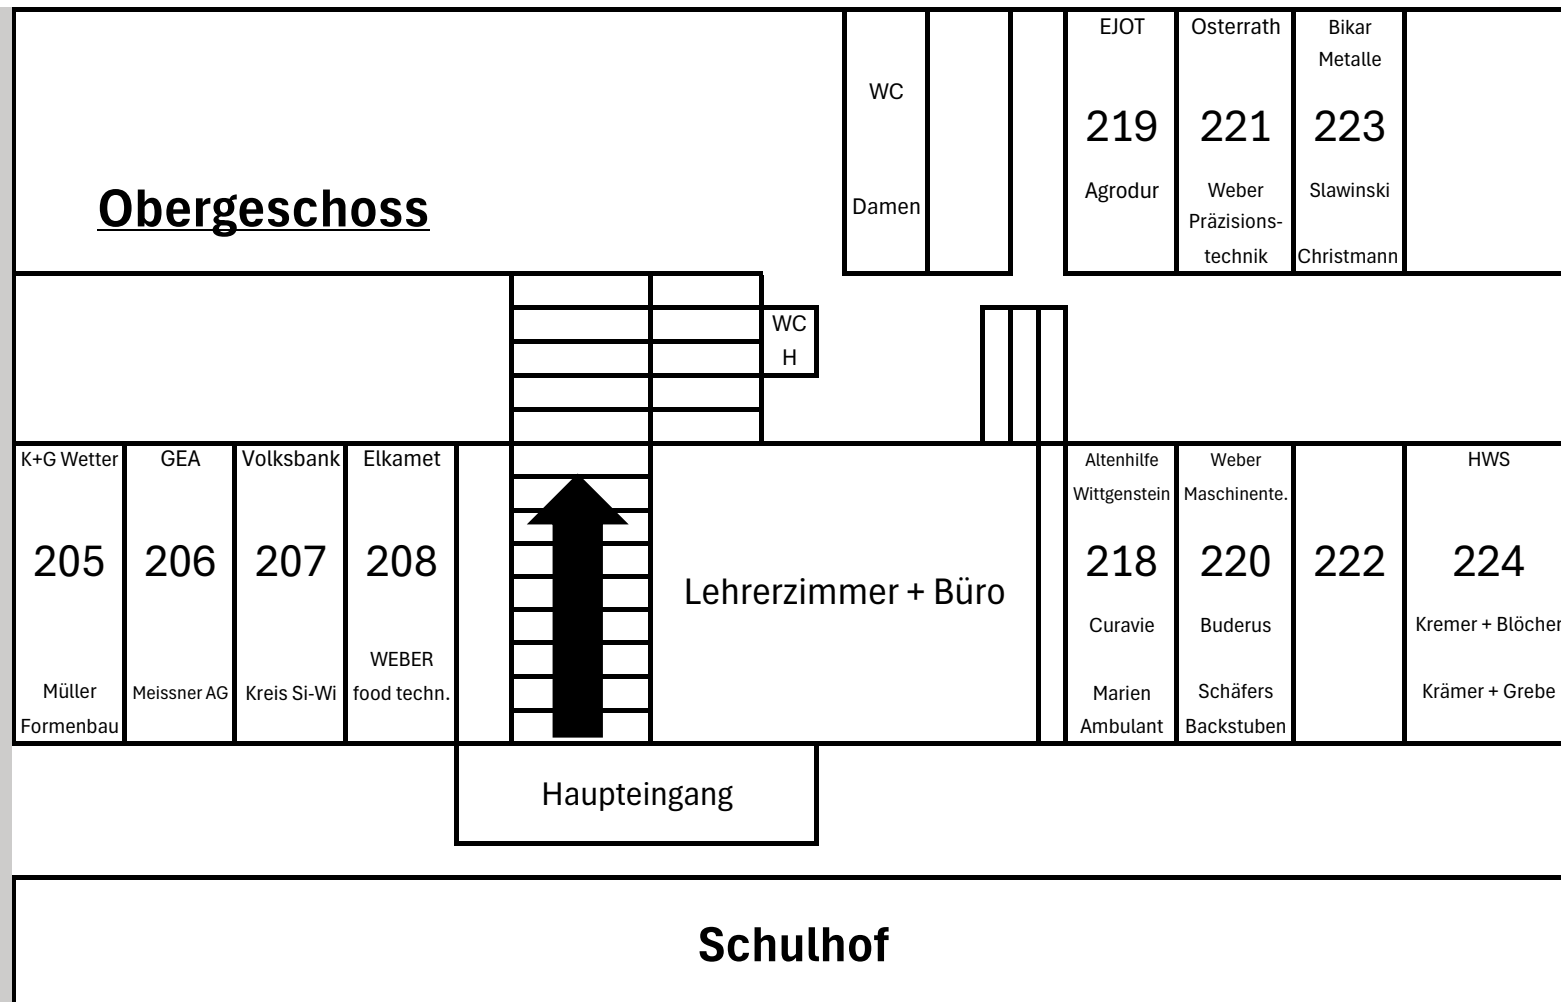 EJOT
Osterrath
Bikar
Metalle
WC
219
221
223
Agrodur
Weber
Präzisions-
technik
Slawinski
Christmann
Damen
Obergeschoss
WC
H
K+G Wetter
GEA
Volksbank
Elkamet
205
206
207
208
Müller
Formenbau
Meissner AG
Kreis Si-Wi
WEBER
food techn.
Lehrerzimmer + Büro
Altenhilfe
Wittgenstein
Weber
Maschinente.
HWS
218
220
222
224
Curavie
Buderus
Kremer + Blöcher
Marien
Ambulant
Schäfers
Backstuben
Krämer + Grebe
Haupteingang
Schulhof